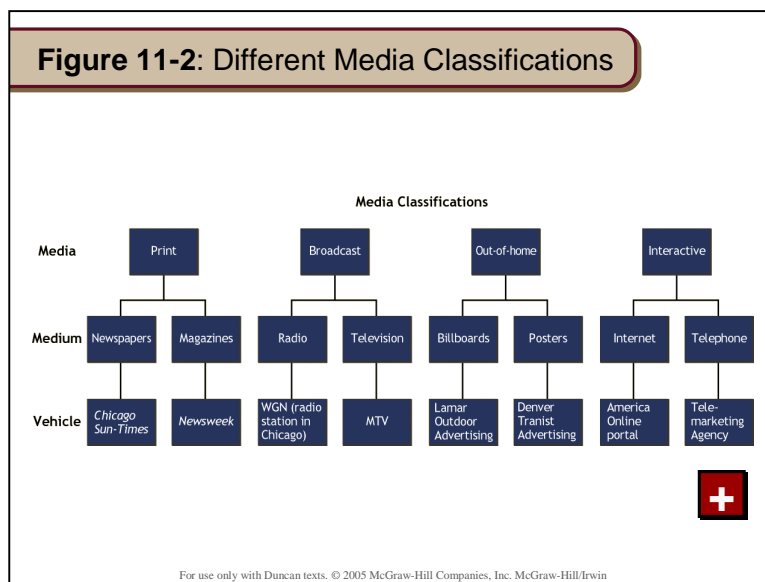 Figure 11-2: Different Media Classifications
Media Classifications
Media
Print
Broadcast
Out-of-home
Interactive
Medium
Newspapers
Magazines
Radio
Television
Billboards
Posters
Internet
Telephone
Vehicle
Chicago
Sun-Times
Newsweek
WGN (radio
station in
Chicago)
MTV
Lamar
Outdoor
Advertising
Denver
Tranist
Advertising
America
Online
portal
Tele-
marketing
Agency
+
For use only with Duncan texts. © 2005 McGraw-Hill Companies, Inc. McGraw-Hill/Irwin